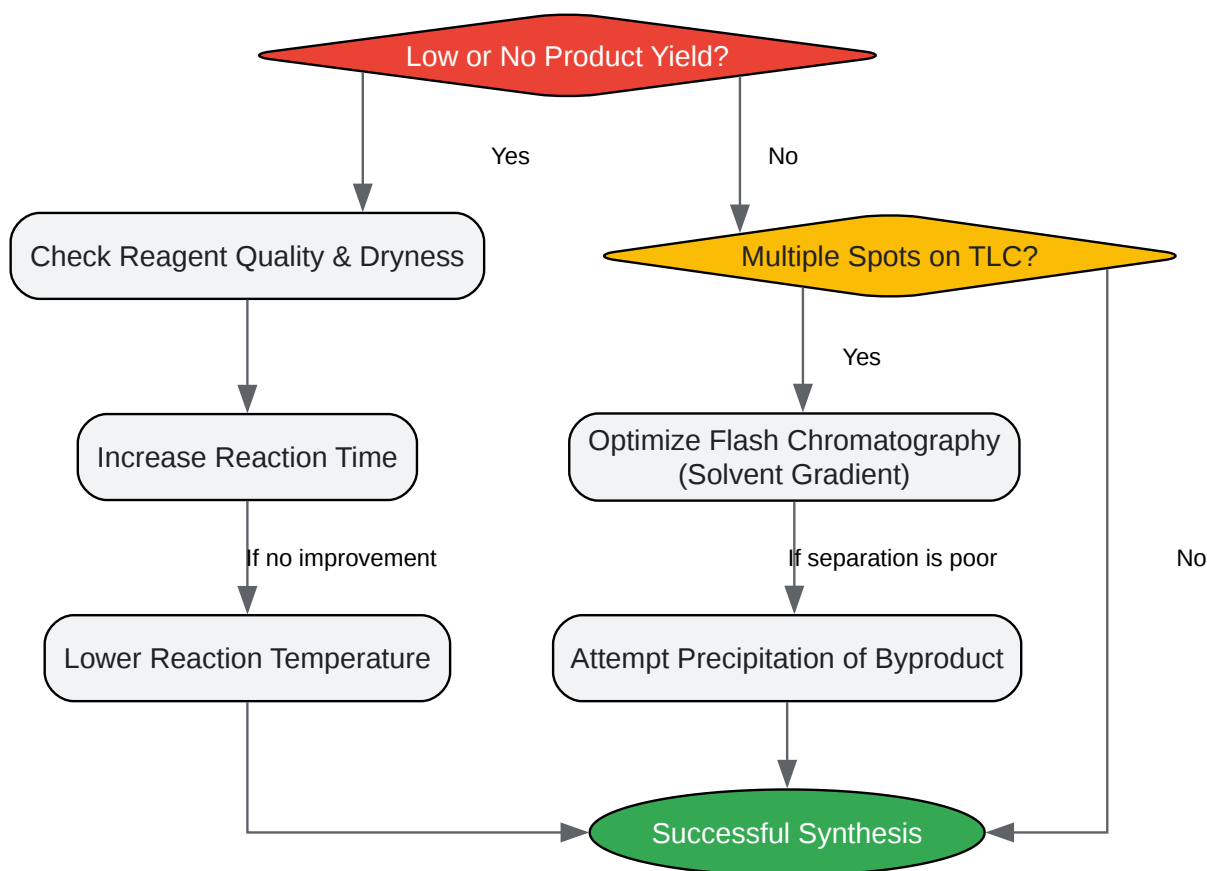 Low or No Product Yield?
Yes
No
Check Reagent Quality & Dryness
Multiple Spots on TLC?
Yes
Increase Reaction Time
Optimize Flash Chromatography
(Solvent Gradient)
If no improvement
If separation is poor
No
Lower Reaction Temperature
Attempt Precipitation of Byproduct
Successful Synthesis